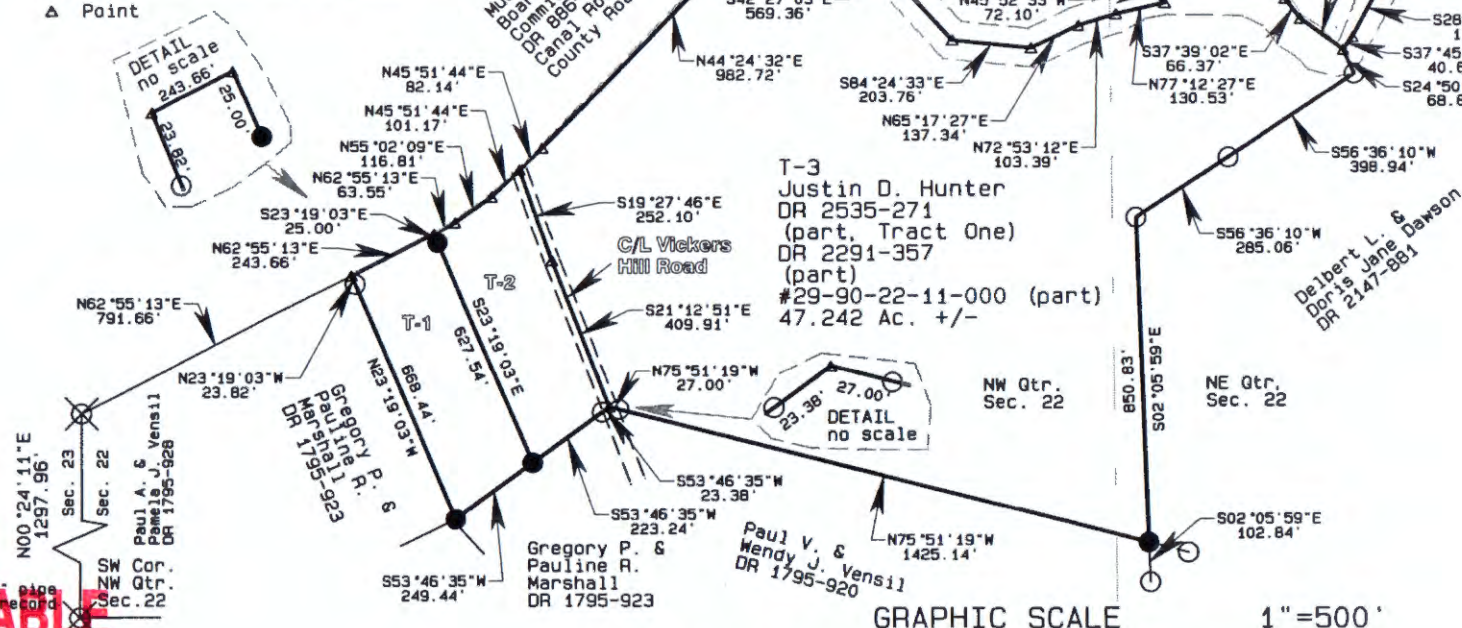 Point
DETAIL
no scale
243.66'
25.00'
23.82'
Canal Ro
County Ro
DR 886
569.36'
N45°52'33"W
72.10'
N44°24'32"E
982.72'
S84°24'33"E
203.76'
N65°17'27"E
137.34'
N72°53'12"E
103.39'
N77°12'27"E
130.53'
S37°39'02"E
66.37'
S28
S37°45
40.6
S24°50
68.8
N45°51'44"E
82.14'
N45°51'44"E
101.17'
N55°02'09"E
116.81'
N62°55'13"E
63.55'
S23°19'03"E
25.00'
N62°55'13"E
243.66'
N62°55'13"E
791.66'
N23°19'03"W
23.82'
S19°27'46"E
252.10'
C/L Vickers
Hill Road
S21°12'51"E
409.91'
T-1
T-2
S23°19'03"E
627.54'
N23°19'03"W
668.44'
T-3
Justin D. Hunter
DR 2535-271
(part, Tract One)
DR 2291-357
(part)
#29-90-22-11-000 (part)
47.242 Ac. +/-
S56°36'10"W
398.94'
S56°36'10"W
285.06'
Delbert L. &
Doris Jane Dawson
DR 2147-881
N75°51'19"W
27.00'
23.38'
27.00'
DETAIL
no scale
NW Qtr.
Sec. 22
NE Qtr.
Sec. 22
S02°05'59"E
850.83'
S02°05'59"E
102.84'
Gregory P. &
Pauline R.
Marshall
DR 1795-923
S53°46'35"W
249.44'
S53°46'35"W
223.24'
S53°46'35"W
23.38'
Gregory P. &
Pauline R.
Marshall
DR 1795-923
Paul V. &
Wendy J. Vensil
DR 1795-920
N75°51'19"W
1425.14'
N00°24'11"E
1297.96'
Sec. 23
Sec. 22
Paul A. &
Pamela J. Vensil
DR 1795-928
SW Cor.
NW Qtr.
Sec.22
pipe
record
GRAPHIC SCALE 1"=500'